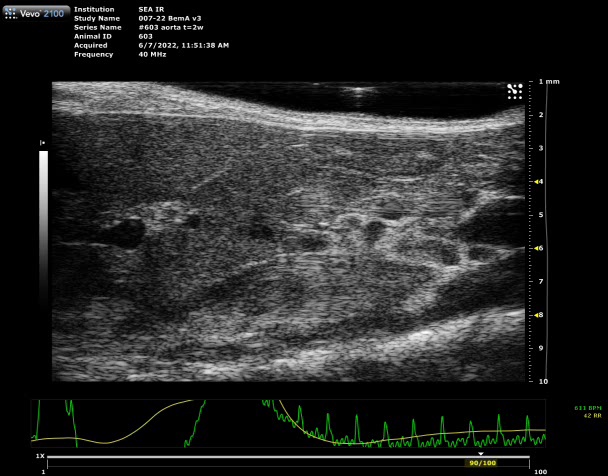 Vevo 2100
Institution SEA IR
Study Name 007-22 BemA v3
Series Name #603 aorta t=2w
Animal ID 603
Acquired 6/7/2022, 11:51:38 AM
Frequency 40 MHz
1 mm
2
3
4
5
6
7
8
9
10
633 BPM
42 RR
1X
90/100
1
100